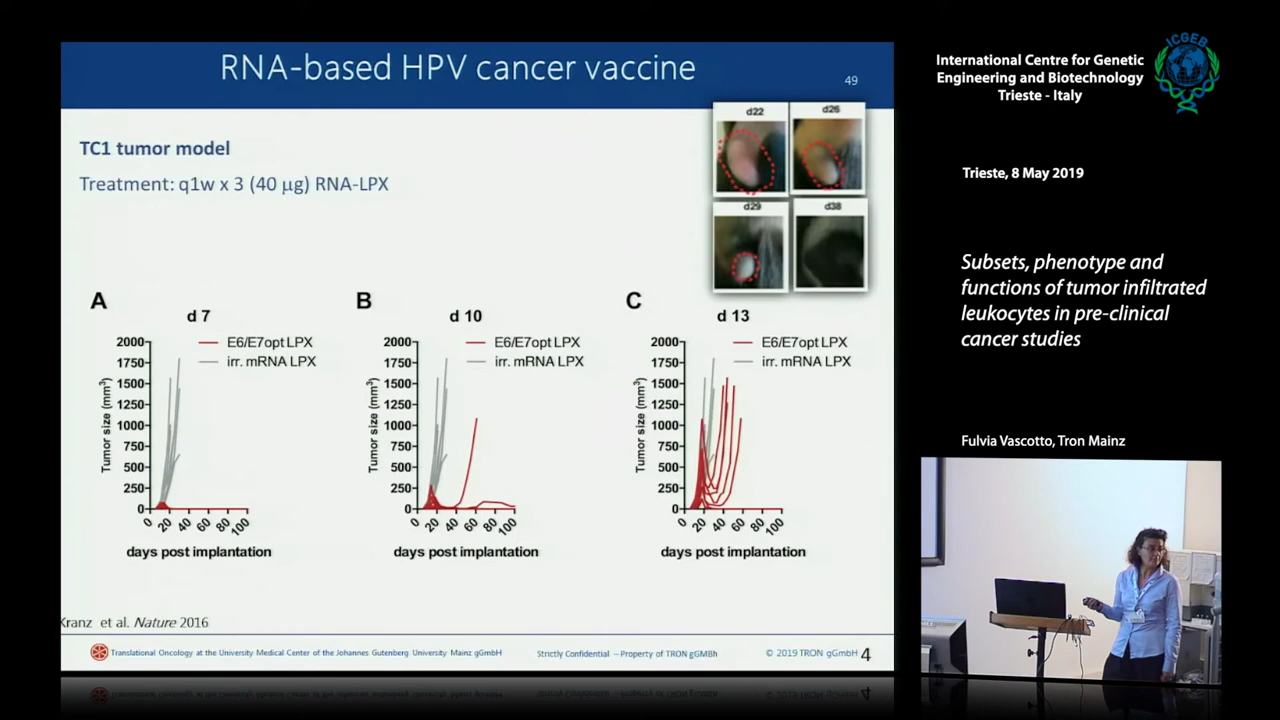 RNA-based HPV cancer vaccine
49
TC1 tumor model
Treatment: q1w x 3 (40 µg) RNA-LPX
d22
d26
d29
d38
A
d 7
2000
1750
1500
1250
1000
750
500
250
0
Tumor size (mm³)
E6/E7opt LPX
irr. mRNA LPX
0
20
40
60
80
100
days post implantation
B
d 10
2000
1750
1500
1250
1000
750
500
250
0
Tumor size (mm³)
E6/E7opt LPX
irr. mRNA LPX
0
20
40
60
80
100
days post implantation
C
d 13
2000
1750
1500
1250
1000
750
500
250
0
Tumor size (mm³)
E6/E7opt LPX
irr. mRNA LPX
0
20
40
60
80
100
days post implantation
Kranz et al. Nature 2016
Translational Oncology at the University Medical Center of the Johannes Gutenberg University Mainz gGmbH
Strictly Confidential – Property of TRON gGMBh
© 2019 TRON gGmbH 4
International Centre for Genetic
Engineering and Biotechnology
Trieste - Italy
ICGEB
Trieste, 8 May 2019
Subsets, phenotype and
functions of tumor infiltrated
leukocytes in pre-clinical
cancer studies
Fulvia Vascotto, Tron Mainz